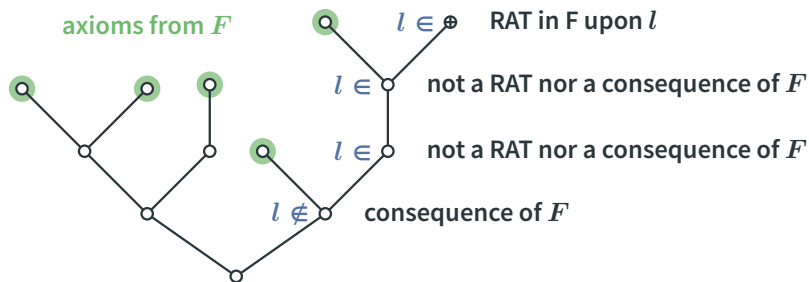 axioms from F
l ∈ RAT in F upon l
l ∈ not a RAT nor a consequence of F
l ∈ not a RAT nor a consequence of F
l ∉ consequence of F